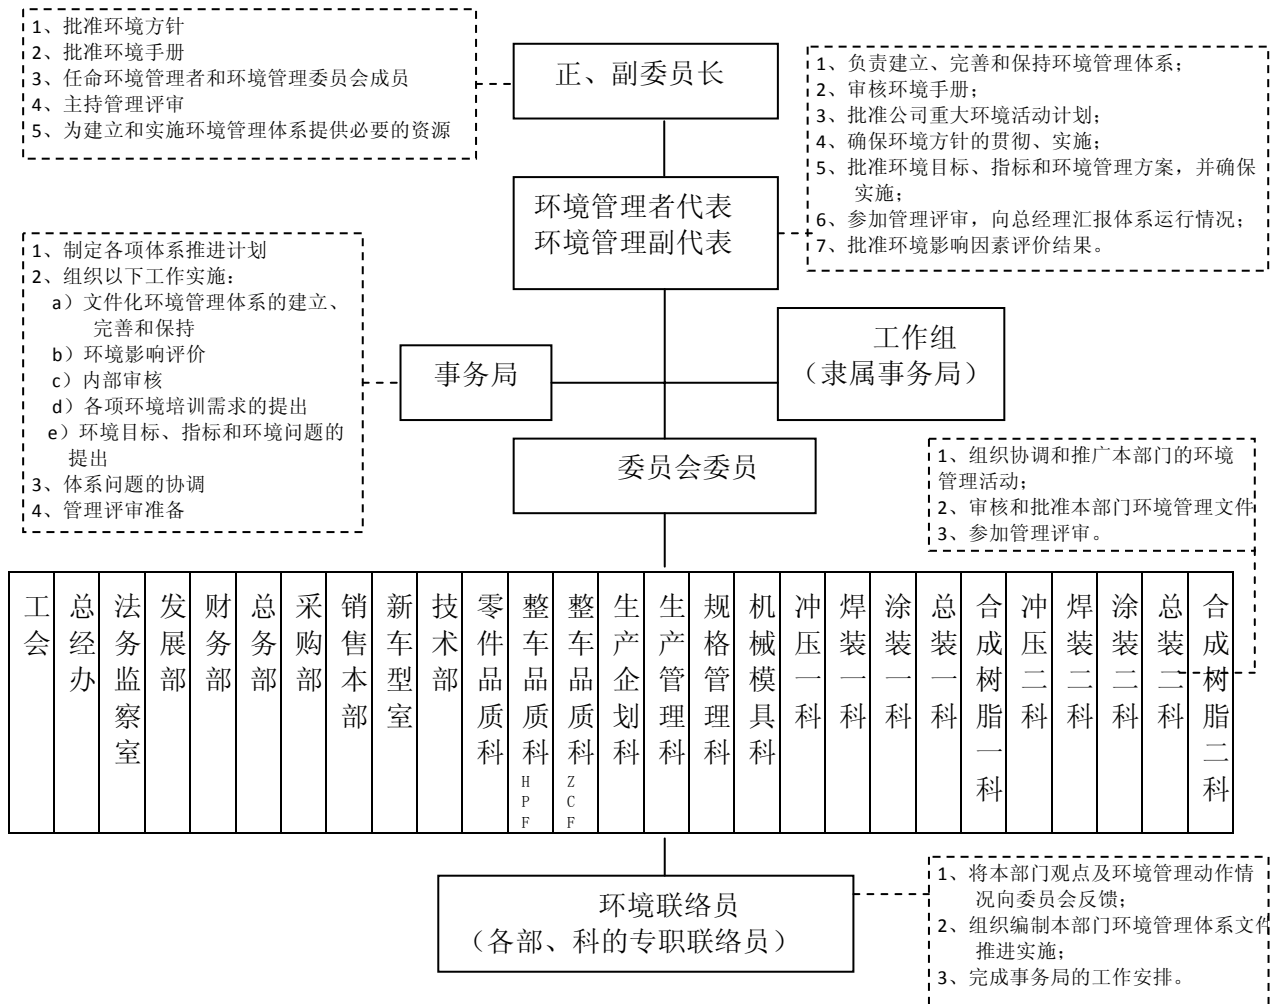 1、批准环境方针
2、批准环境手册
3、任命环境管理者和环境管理委员会成员
4、主持管理评审
5、为建立和实施环境管理体系提供必要的资源
正、副委员长
1、负责建立、完善和保持环境管理体系；
2、审核环境手册；
3、批准公司重大环境活动计划；
4、确保环境方针的贯彻、实施；
5、批准环境目标、指标和环境管理方案，并确保
实施；
6、参加管理评审，向总经理汇报体系运行情况；
7、批准环境影响因素评价结果。
环境管理者代表
环境管理副代表
1、制定各项体系推进计划
2、组织以下工作实施：
a）文件化环境管理体系的建立、
完善和保持
b）环境影响评价
c）内部审核
d）各项环境培训需求的提出
e）环境目标、指标和环境问题的
提出
3、体系问题的协调
4、管理评审准备
事务局
工作组
（隶属事务局）
委员会委员
1、组织协调和推广本部门的环境
管理活动；
2、审核和批准本部门环境管理文件
3、参加管理评审。
工会
总经办
法务监察室
发展部
财务部
总务部
采购部
销售本部
新车型室
技术部
零件品质科
整车品质科HPF
整车品质科ZCF
生产企划科
生产管理科
规格管理科
机械模具科
冲压一科
焊装一科
涂装一科
总装一科
合成树脂一科
冲压二科
焊装二科
涂装二科
总装二科
合成树脂二科
环境联络员
（各部、科的专职联络员）
1、将本部门观点及环境管理动作情
况向委员会反馈；
2、组织编制本部门环境管理体系文件
推进实施；
3、完成事务局的工作安排。